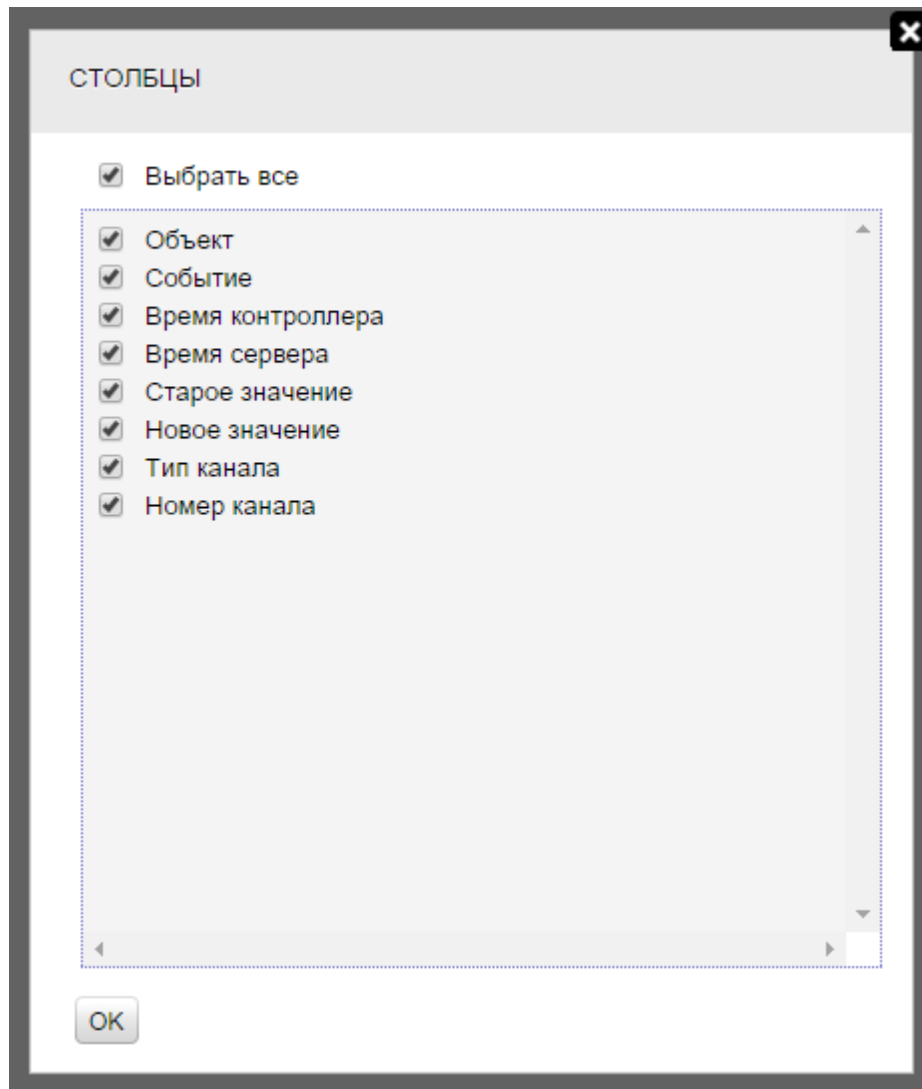 СТОЛБЦЫ
Выбрать все
Объект
Событие
Время контроллера
Время сервера
Старое значение
Новое значение
Тип канала
Номер канала
OK